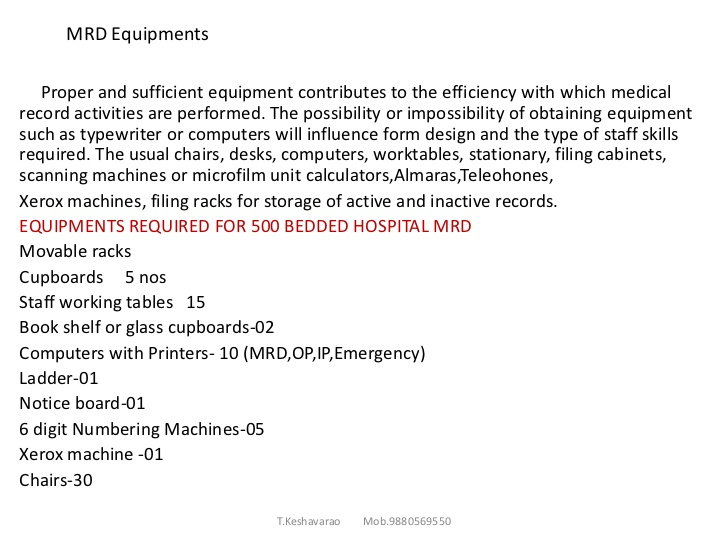 MRD Equipments
Proper and sufficient equipment contributes to the efficiency with which medical
record activities are performed. The possibility or impossibility of obtaining equipment
such as typewriter or computers will influence form design and the type of staff skills
required. The usual chairs, desks, computers, worktables, stationary, filing cabinets,
scanning machines or microfilm unit calculators,Almaras,Teleohones,
Xerox machines, filing racks for storage of active and inactive records.
EQUIPMENTS REQUIRED FOR 500 BEDDED HOSPITAL MRD
Movable racks
Cupboards 5 nos
Staff working tables 15
Book shelf or glass cupboards-02
Computers with Printers- 10 (MRD,OP,IP,Emergency)
Ladder-01
Notice board-01
6 digit Numbering Machines-05
Xerox machine -01
Chairs-30
T.Keshavarao Mob.9880569550